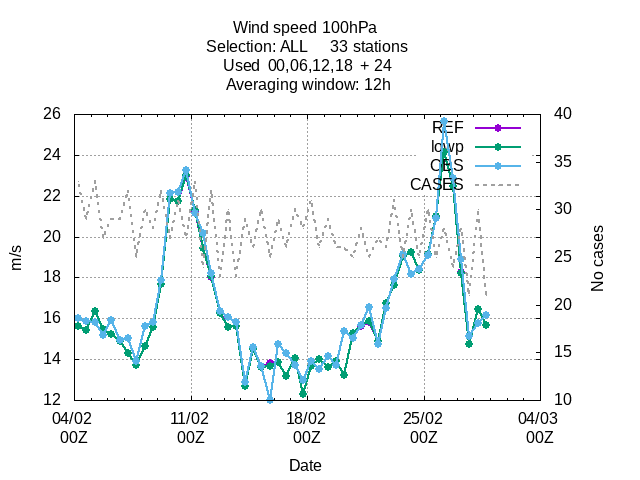 Wind speed 100hPa
Selection: ALL 33 stations
Used 00,06,12,18 + 24
Averaging window: 12h
26 40
REF
24 lowp 35
OBS
CASES
22 30
20 25
m/s No cases
18 20
16 15
14
12 10
04/02 11/02 18/02 25/02 04/03
00Z 00Z 00Z 00Z 00Z
Date